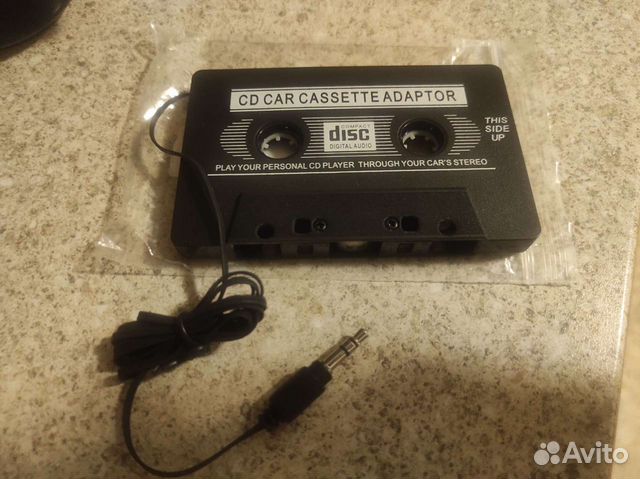 CD CAR CASSETTE ADAPTOR
THIS
SIDE
UP
COMPACT
disc
DIGITAL AUDIO
PLAY YOUR PERSONAL CD PLAYER THROUGH YOUR CAR'S STEREO
Avito